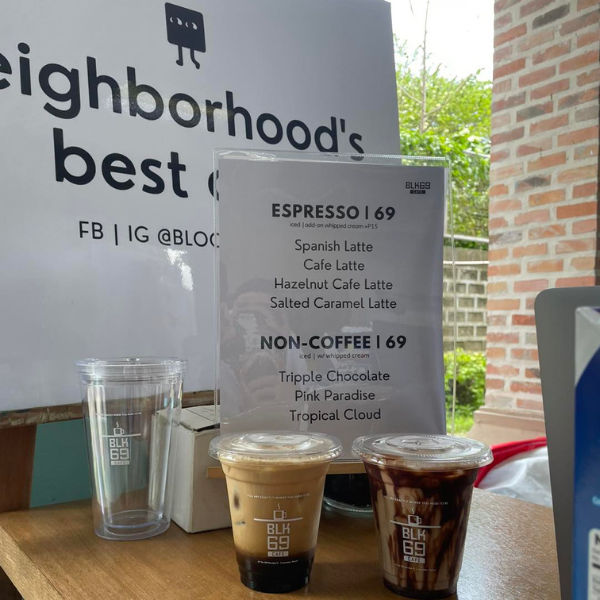 eighborhood's
best
FB | IG @BLOC
BLK69
CAFE
ESPRESSO | 69
iced | add-on whipped cream +P15
Spanish Latte
Cafe Latte
Hazelnut Cafe Latte
Salted Caramel Latte
NON-COFFEE | 69
iced | w/ whipped cream
Tripple Chocolate
Pink Paradise
Tropical Cloud
BLK
69
CAFE
BLK
69
CAFE
BLK
69
CAFE